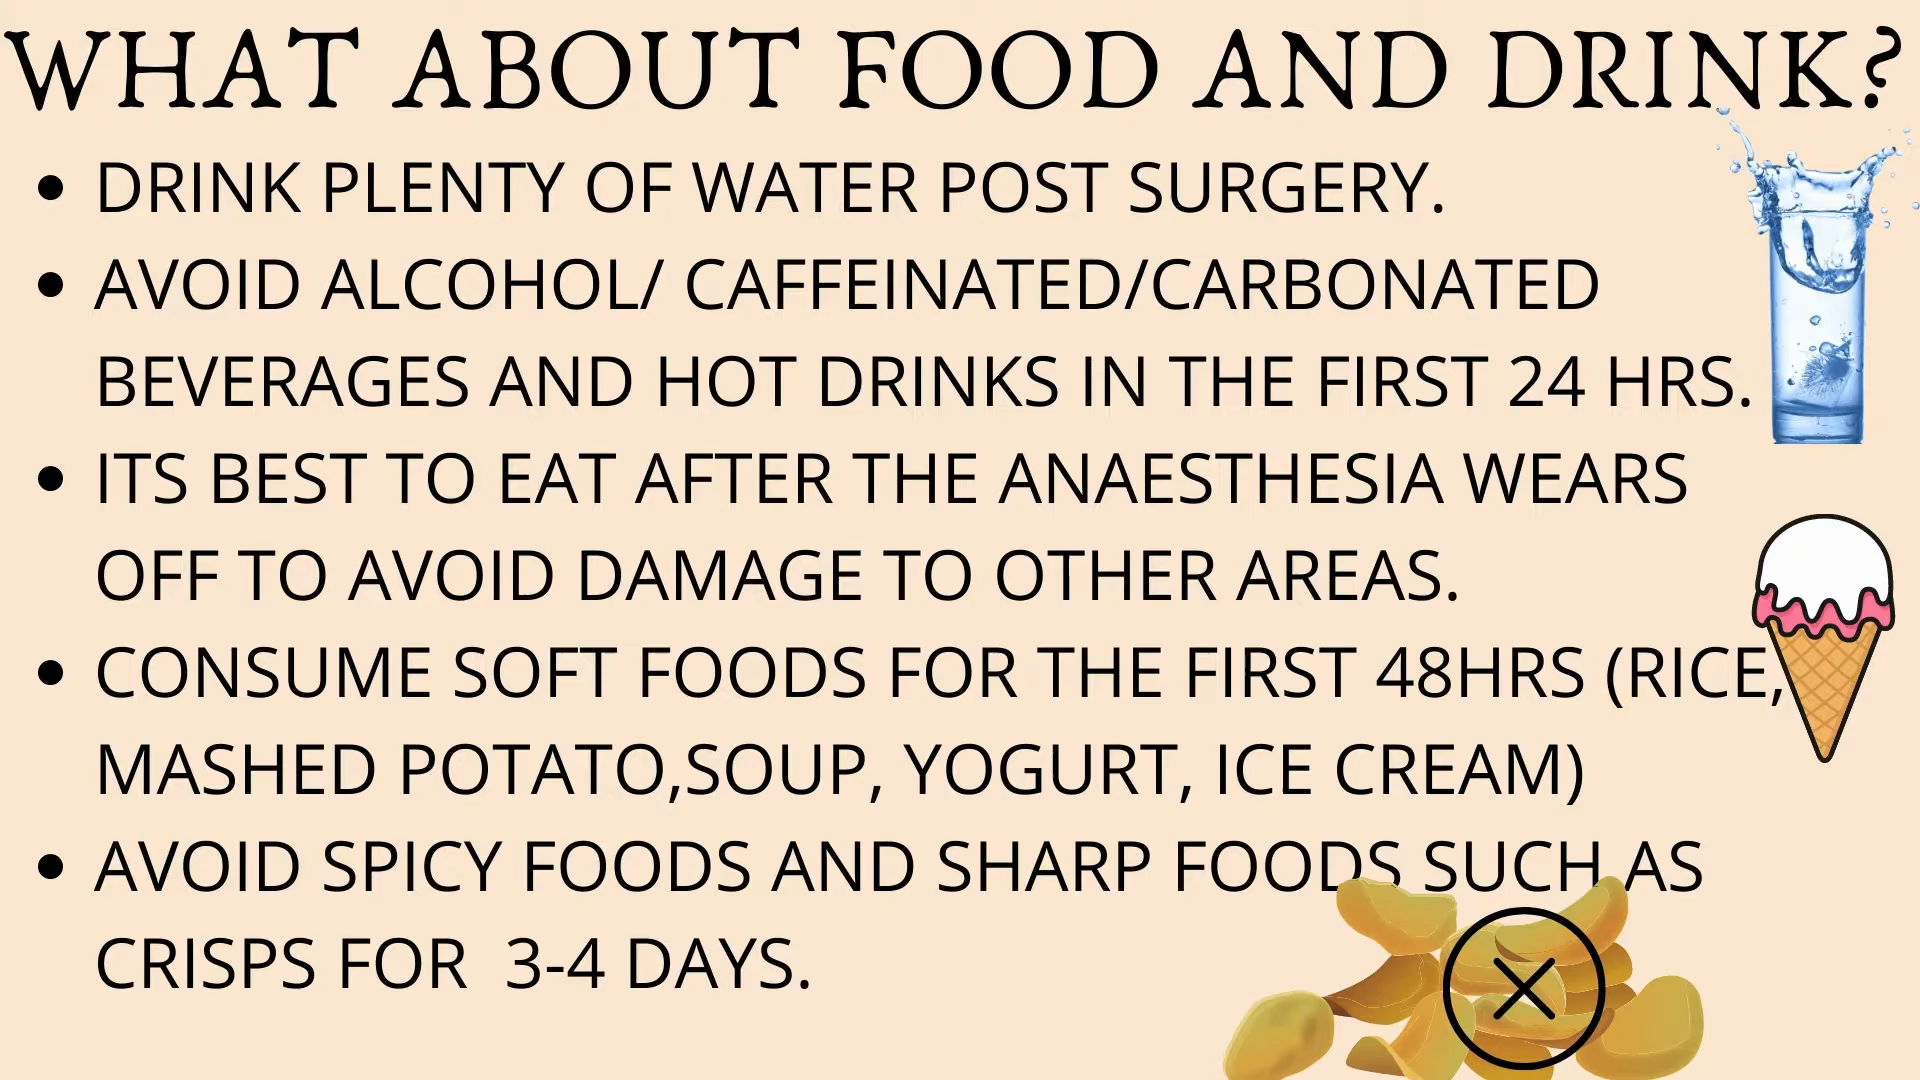 WHAT ABOUT FOOD AND DRINK?
• DRINK PLENTY OF WATER POST SURGERY.
• AVOID ALCOHOL/ CAFFEINATED/CARBONATED
BEVERAGES AND HOT DRINKS IN THE FIRST 24 HRS.
• ITS BEST TO EAT AFTER THE ANAESTHESIA WEARS
OFF TO AVOID DAMAGE TO OTHER AREAS.
• CONSUME SOFT FOODS FOR THE FIRST 48HRS (RICE,
MASHED POTATO,SOUP, YOGURT, ICE CREAM)
• AVOID SPICY FOODS AND SHARP FOODS SUCH AS
CRISPS FOR  3-4 DAYS.